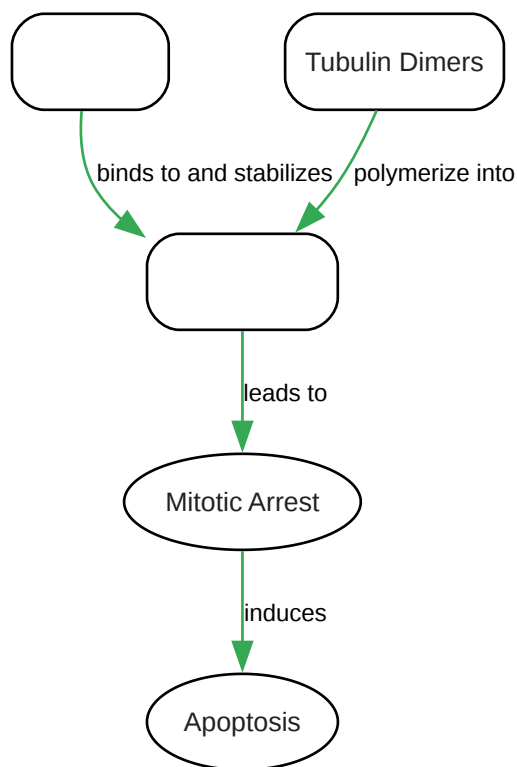 Tubulin Dimers
binds to and stabilizes
polymerize into
leads to
Mitotic Arrest
induces
Apoptosis